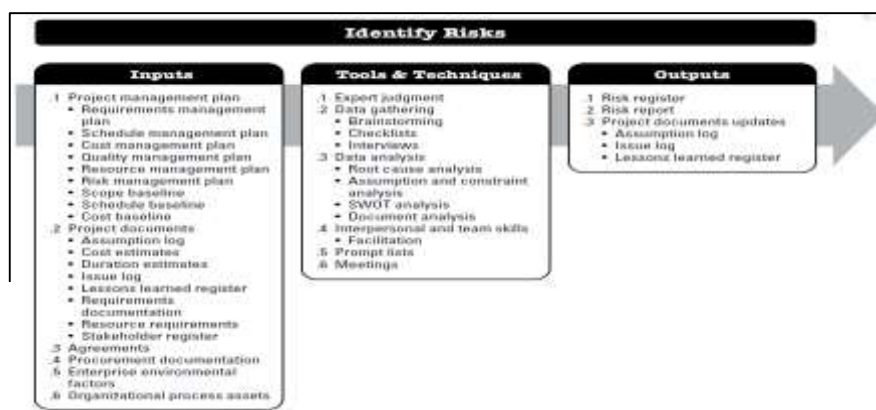 Identify Risks
Inputs
.1 Project management plan
• Requirements management
plan
• Schedule management plan
• Cost management plan
• Quality management plan
• Resource management plan
• Risk management plan
• Scope baseline
• Schedule baseline
• Cost baseline
.2 Project documents
• Assumption log
• Cost estimates
• Duration estimates
• Issue log
• Lessons learned register
• Requirements
documentation
• Resource requirements
• Stakeholder register
.3 Agreements
.4 Procurement documentation
.5 Enterprise environmental
factors
.6 Organizational process assets
Tools & Techniques
.1 Expert judgment
.2 Data gathering
• Brainstorming
• Checklists
• Interviews
.3 Data analysis
• Root cause analysis
• Assumption and constraint
analysis
• SWOT analysis
• Document analysis
.4 Interpersonal and team skills
• Facilitation
.5 Prompt lists
.6 Meetings
Outputs
.1 Risk register
.2 Risk report
.3 Project documents updates
• Assumption log
• Issue log
• Lessons learned register